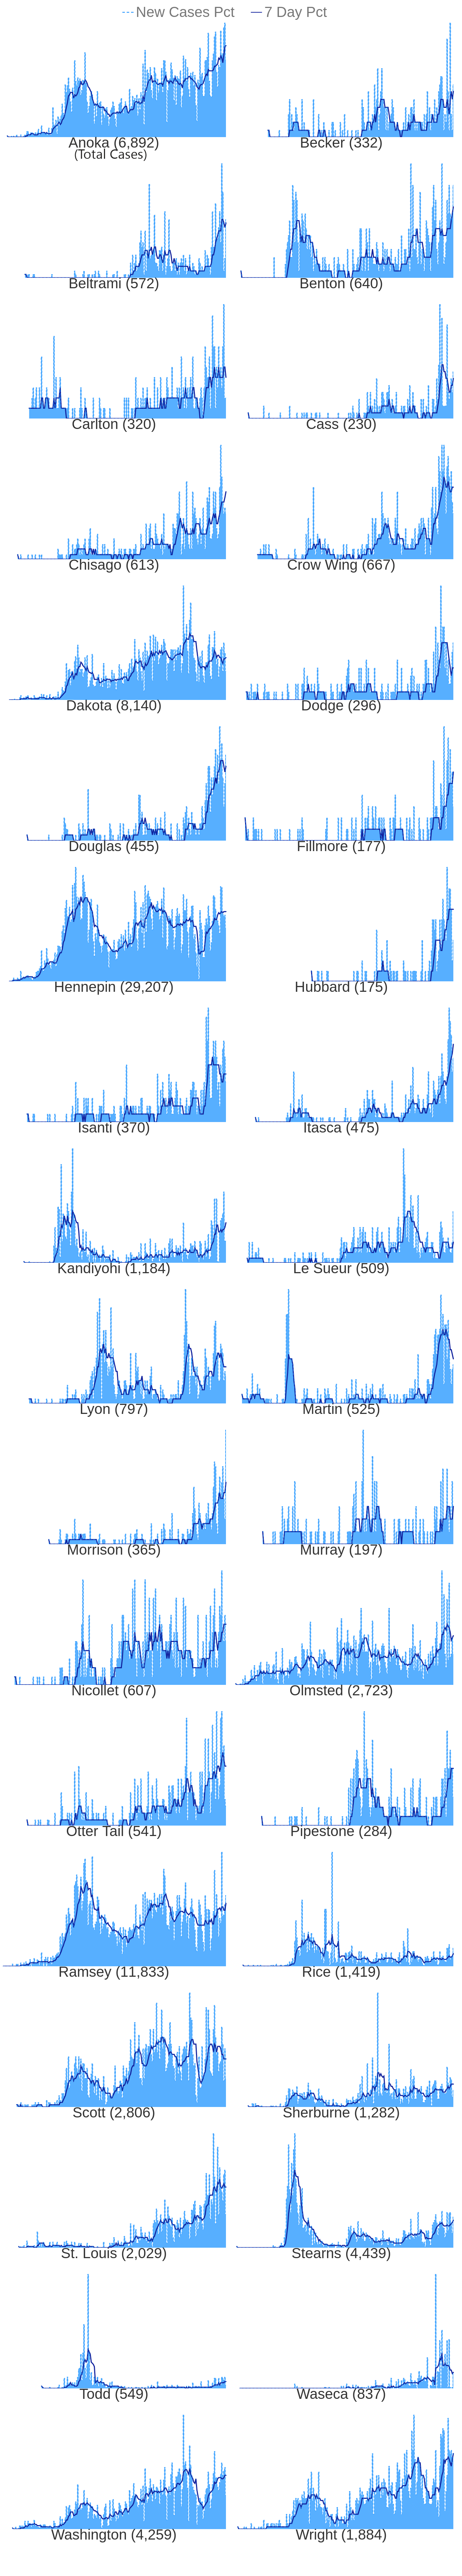 New Cases Pct 7 Day Pct
Anoka (6,892) Becker (332)
(Total Cases)
Beltrami (572) Benton (640)
Carlton (320) Cass (230)
Chisago (613) Crow Wing (667)
Dakota (8,140) Dodge (296)
Douglas (455) Fillmore (177)
Hennepin (29,207) Hubbard (175)
Isanti (370) Itasca (475)
Kandiyohi (1,184) Le Sueur (509)
Lyon (797) Martin (525)
Morrison (365) Murray (197)
Nicollet (607) Olmsted (2,723)
Otter Tail (541) Pipestone (284)
Ramsey (11,833) Rice (1,419)
Scott (2,806) Sherburne (1,282)
St. Louis (2,029) Stearns (4,439)
Todd (549) Waseca (837)
Washington (4,259) Wright (1,884)